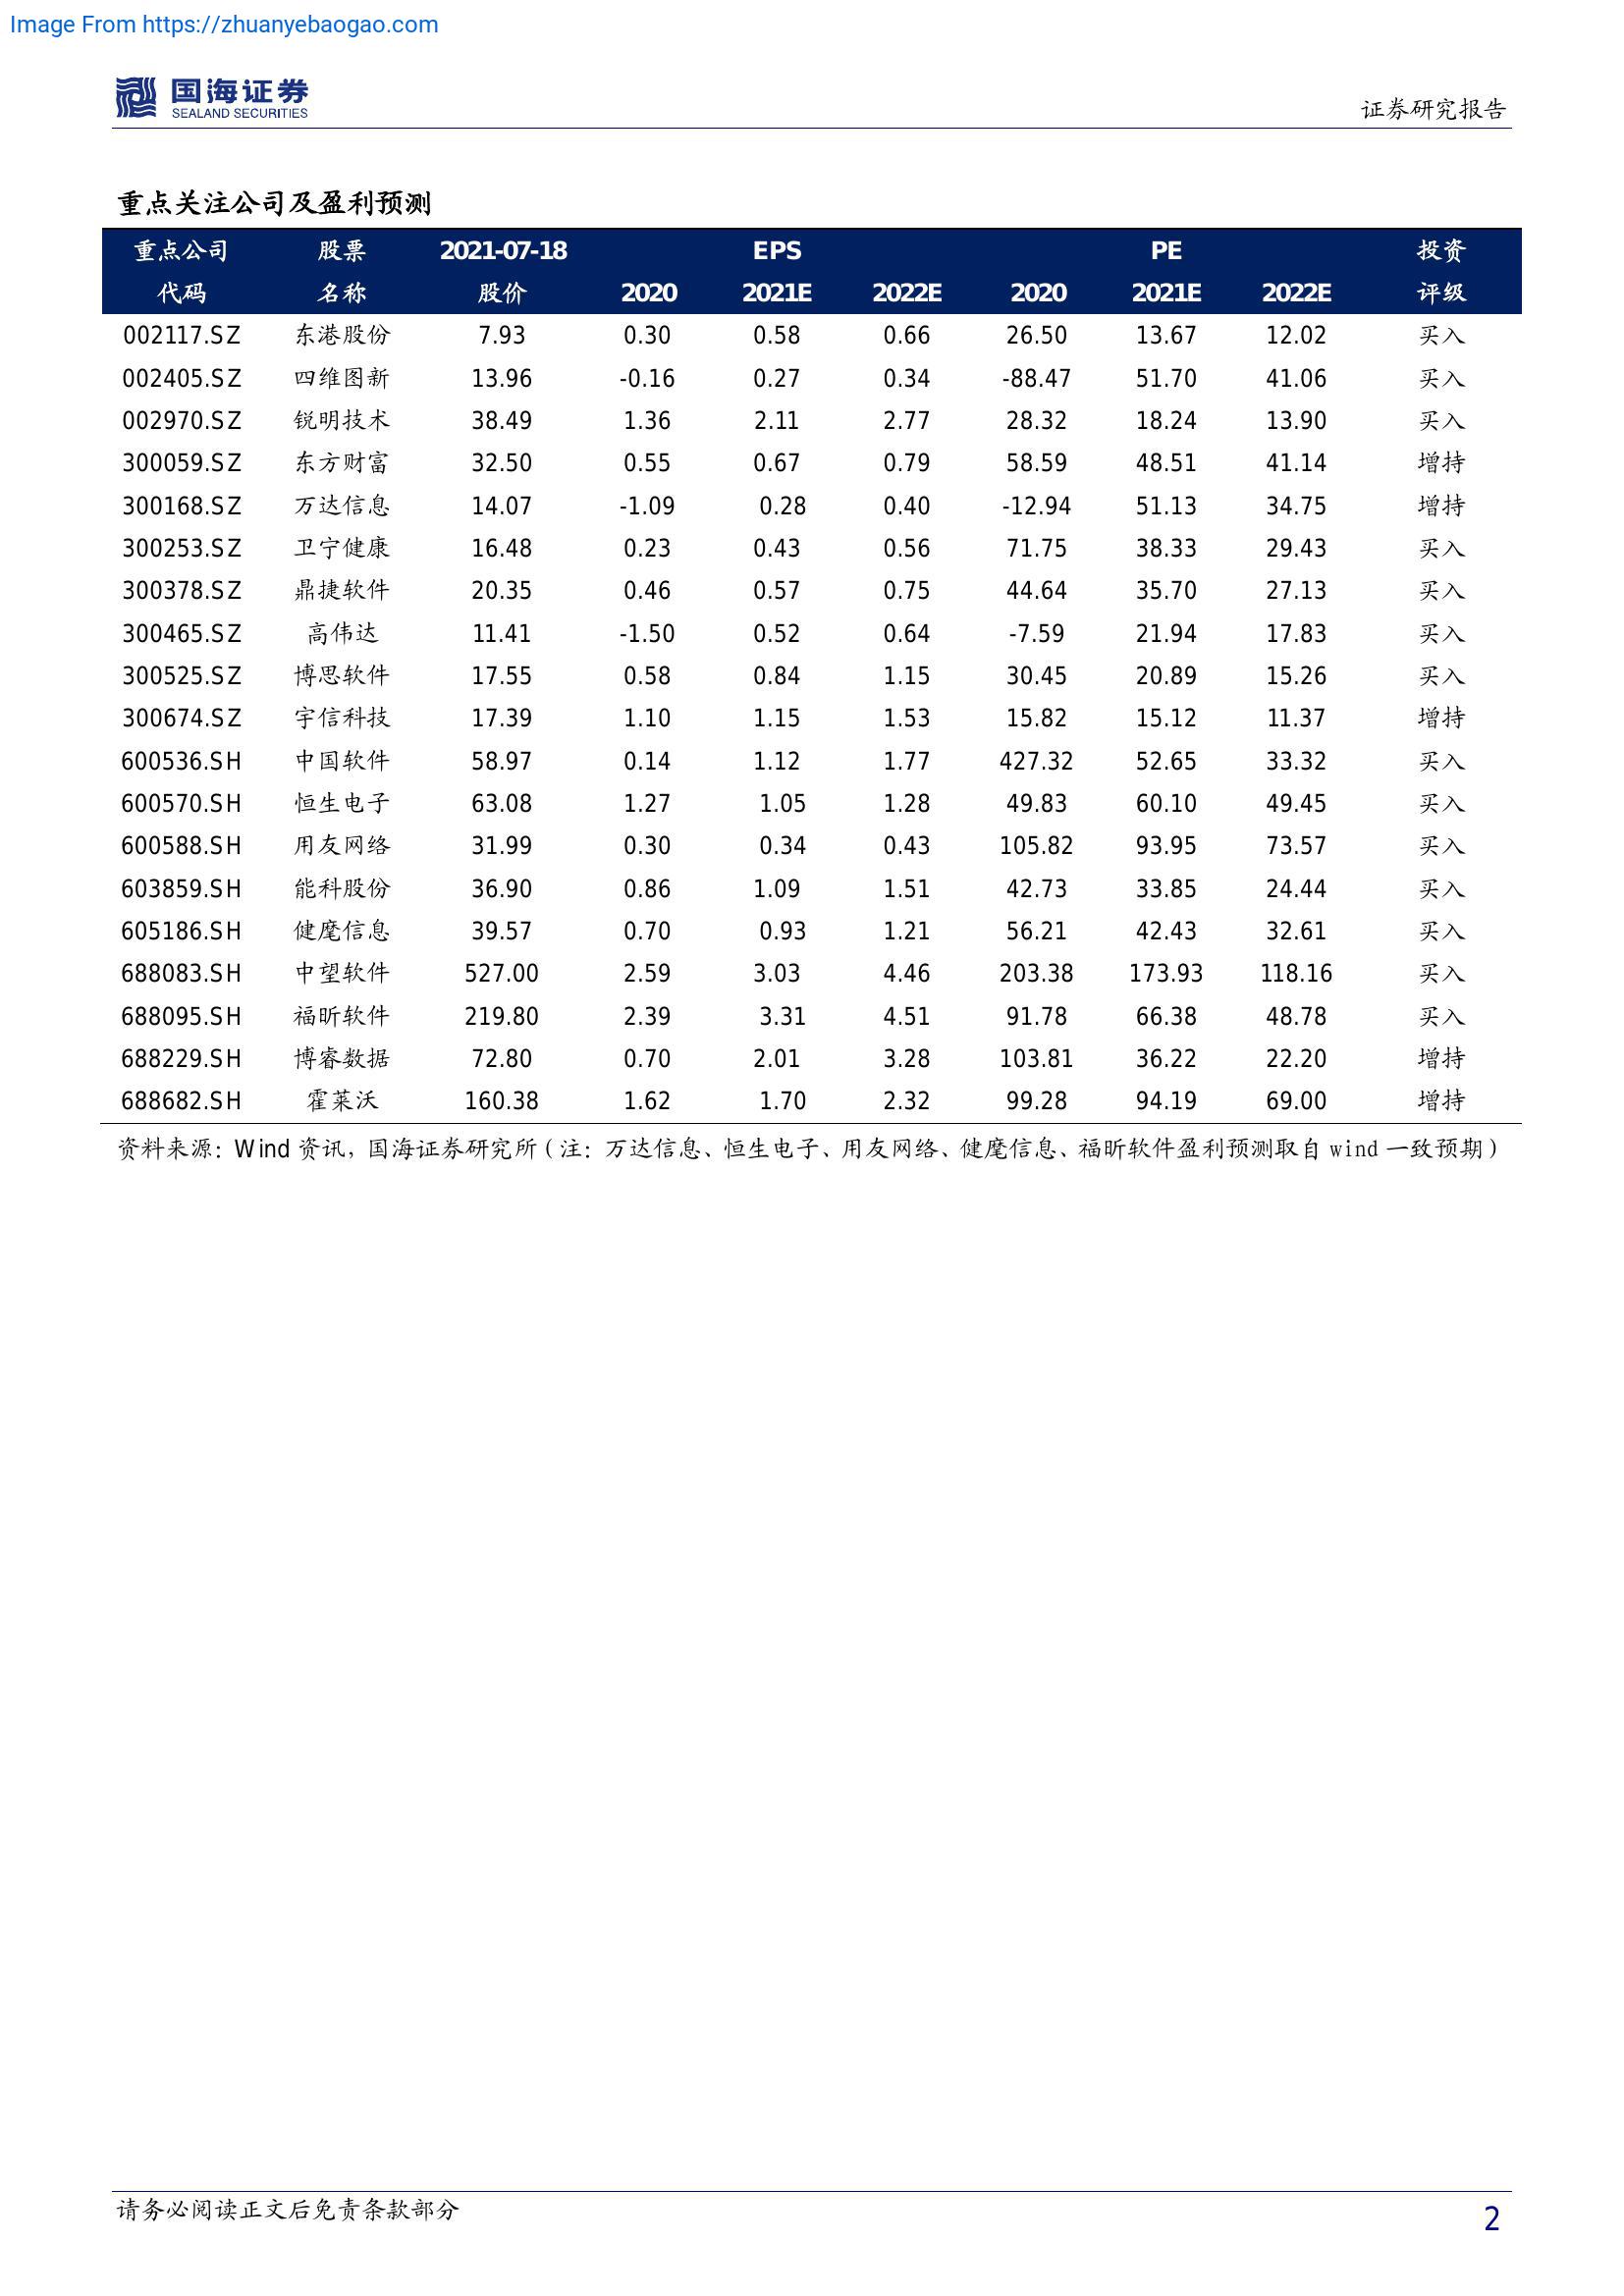 Image From https://zhuanyebaogao.com
国海证券
SEALAND SECURITIES
证券研究报告
重点关注公司及盈利预测
重点公司 股票 2021-07-18 EPS PE 投资
代码 名称 股价 2020 2021E 2022E 2020 2021E 2022E 评级
002117.SZ 东港股份 7.93 0.30 0.58 0.66 26.50 13.67 12.02 买入
002405.SZ 四维图新 13.96 -0.16 0.27 0.34 -88.47 51.70 41.06 买入
002970.SZ 锐明技术 38.49 1.36 2.11 2.77 28.32 18.24 13.90 买入
300059.SZ 东方财富 32.50 0.55 0.67 0.79 58.59 48.51 41.14 增持
300168.SZ 万达信息 14.07 -1.09 0.28 0.40 -12.94 51.13 34.75 增持
300253.SZ 卫宁健康 16.48 0.23 0.43 0.56 71.75 38.33 29.43 买入
300378.SZ 鼎捷软件 20.35 0.46 0.57 0.75 44.64 35.70 27.13 买入
300465.SZ 高伟达 11.41 -1.50 0.52 0.64 -7.59 21.94 17.83 买入
300525.SZ 博思软件 17.55 0.58 0.84 1.15 30.45 20.89 15.26 买入
300674.SZ 宇信科技 17.39 1.10 1.15 1.53 15.82 15.12 11.37 增持
600536.SH 中国软件 58.97 0.14 1.12 1.77 427.32 52.65 33.32 买入
600570.SH 恒生电子 63.08 1.27 1.05 1.28 49.83 60.10 49.45 买入
600588.SH 用友网络 31.99 0.30 0.34 0.43 105.82 93.95 73.57 买入
603859.SH 能科股份 36.90 0.86 1.09 1.51 42.73 33.85 24.44 买入
605186.SH 健麾信息 39.57 0.70 0.93 1.21 56.21 42.43 32.61 买入
688083.SH 中望软件 527.00 2.59 3.03 4.46 203.38 173.93 118.16 买入
688095.SH 福昕软件 219.80 2.39 3.31 4.51 91.78 66.38 48.78 买入
688229.SH 博睿数据 72.80 0.70 2.01 3.28 103.81 36.22 22.20 增持
688682.SH 霍莱沃 160.38 1.62 1.70 2.32 99.28 94.19 69.00 增持
资料来源：Wind 资讯，国海证券研究所（注：万达信息、恒生电子、用友网络、健麾信息、福昕软件盈利预测取自 wind 一致预期）
请务必阅读正文后免责条款部分
2